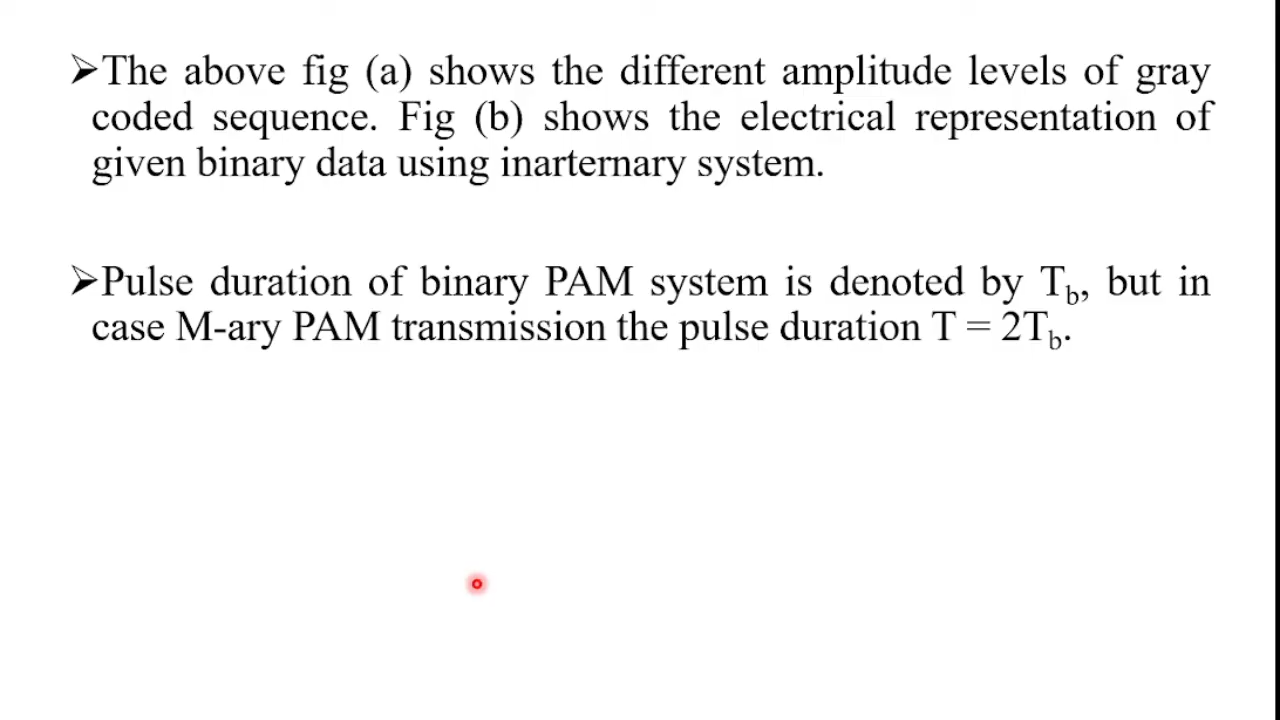 ➢The above fig (a) shows the different amplitude levels of gray
coded sequence. Fig (b) shows the electrical representation of
given binary data using inarternary system.
➢Pulse duration of binary PAM system is denoted by T_b, but in
case M-ary PAM transmission the pulse duration T = 2T_b.